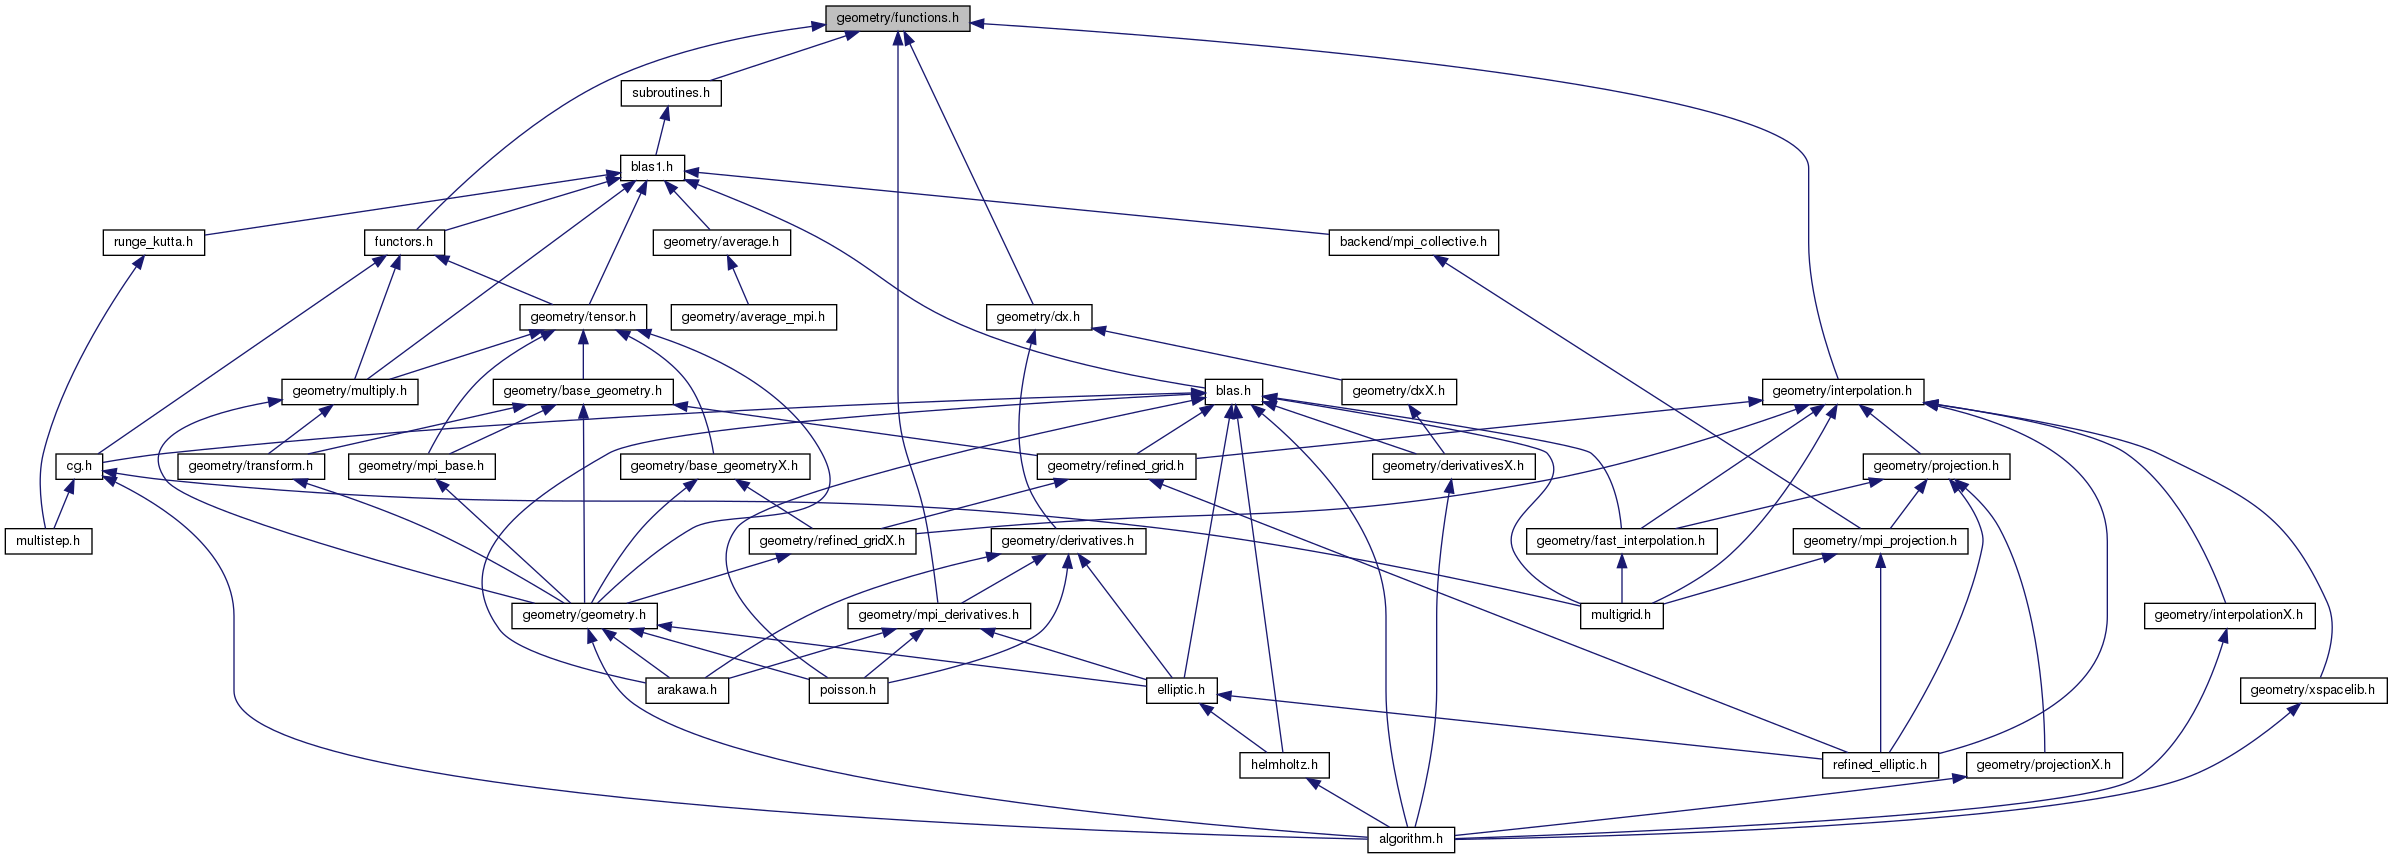 geometry/functions.h
subroutines.h
blas1.h
runge_kutta.h
functors.h
geometry/average.h
backend/mpi_collective.h
geometry/tensor.h
geometry/average_mpi.h
geometry/dx.h
geometry/multiply.h
geometry/base_geometry.h
blas.h
geometry/dxX.h
geometry/interpolation.h
cg.h
geometry/transform.h
geometry/mpi_base.h
geometry/base_geometryX.h
geometry/refined_grid.h
geometry/derivativesX.h
geometry/projection.h
multistep.h
geometry/refined_gridX.h
geometry/derivatives.h
geometry/fast_interpolation.h
geometry/mpi_projection.h
geometry/geometry.h
geometry/mpi_derivatives.h
multigrid.h
geometry/interpolationX.h
arakawa.h
poisson.h
elliptic.h
geometry/xspacelib.h
helmholtz.h
refined_elliptic.h
geometry/projectionX.h
algorithm.h